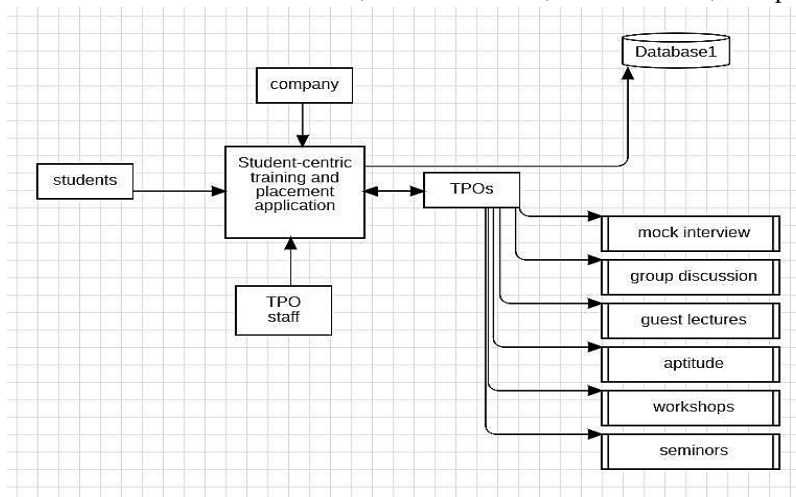 Database1
company
Student-centric
training and
placement
application
students
TPOs
TPO
staff
mock interview
group discussion
guest lectures
aptitude
workshops
seminors